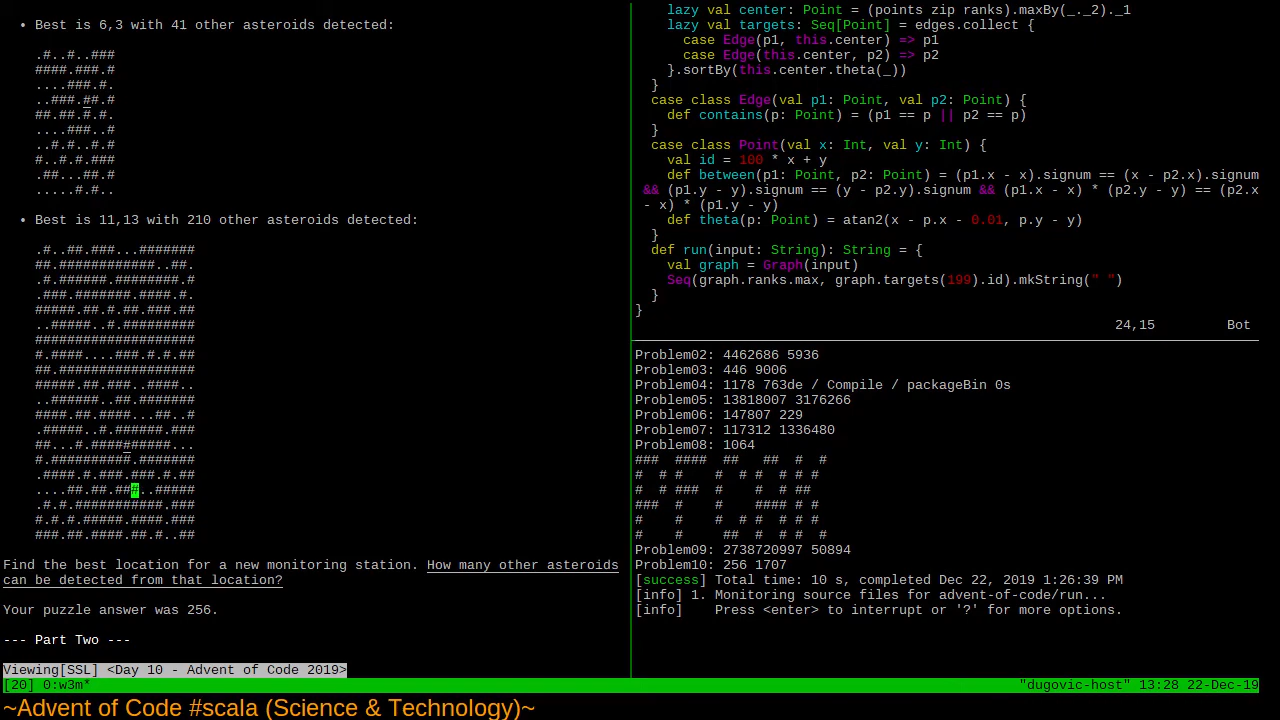 • Best is 6,3 with 41 other asteroids detected:
.#..#..###
####.###.#
....###.#.
..###.##.#
##.##.#.#.
....###..#
..#.#..#.#
#..#.#.###
.##...##.#
.....#.#..
• Best is 11,13 with 210 other asteroids detected:
.#..##.###...#######
##.############..##.
.#.######.########.#
.###.#######.####.#.
#####.##.#.##.###.##
..#####..#.#########
####################
#.####....###.#.#.##
##.#################
#####.##.###..####..
..######..##.#######
####.##.####...##..#
.#####..#.######.###
##...#.##########...
#.##########.#######
.####.#.###.###.#.##
....##.##.###..#####
.#.#.###########.###
#.#.#.#####.####.###
###.##.####.##.#..##
Find the best location for a new monitoring station. How many other asteroids
can be detected from that location?
Your puzzle answer was 256.
--- Part Two ---
Viewing[SSL] <Day 10 - Advent of Code 2019>
lazy val center: Point = (points zip ranks).maxBy(_._2)._1
lazy val targets: Seq[Point] = edges.collect {
case Edge(p1, this.center) => p1
case Edge(this.center, p2) => p2
}.sortBy(this.center.theta(_))
}
case class Edge(val p1: Point, val p2: Point) {
def contains(p: Point) = (p1 == p || p2 == p)
}
case class Point(val x: Int, val y: Int) {
val id = 100 * x + y
def between(p1: Point, p2: Point) = (p1.x - x).signum == (x - p2.x).signum
&& (p1.y - y).signum == (y - p2.y).signum && (p1.x - x) * (p2.y - y) == (p2.x
- x) * (p1.y - y)
def theta(p: Point) = atan2(x - p.x - 0.01, p.y - y)
}
def run(input: String): String = {
val graph = Graph(input)
Seq(graph.ranks.max, graph.targets(199).id).mkString(" ")
}
}
24,15 Bot
Problem02: 4462686 5936
Problem03: 446 9006
Problem04: 1178 763de / Compile / packageBin 0s
Problem05: 13818007 3176266
Problem06: 147807 229
Problem07: 117312 1336480
Problem08: 1064
###  ####  ##   ##  #  #
#  # #    #  # #  # # #
#  # ###  #    #  # ##
###  #    #    #### # #
#    #    #  # #  # # #
#    #     ##  #  # #  #
Problem09: 2738720997 50894
Problem10: 256 1707
[success] Total time: 10 s, completed Dec 22, 2019 1:26:39 PM
[info] 1. Monitoring source files for advent-of-code/run...
[info]    Press <enter> to interrupt or '?' for more options.
[20] 0:w3m* "dugovic-host" 13:28 22-Dec-19
~Advent of Code #scala (Science & Technology)~